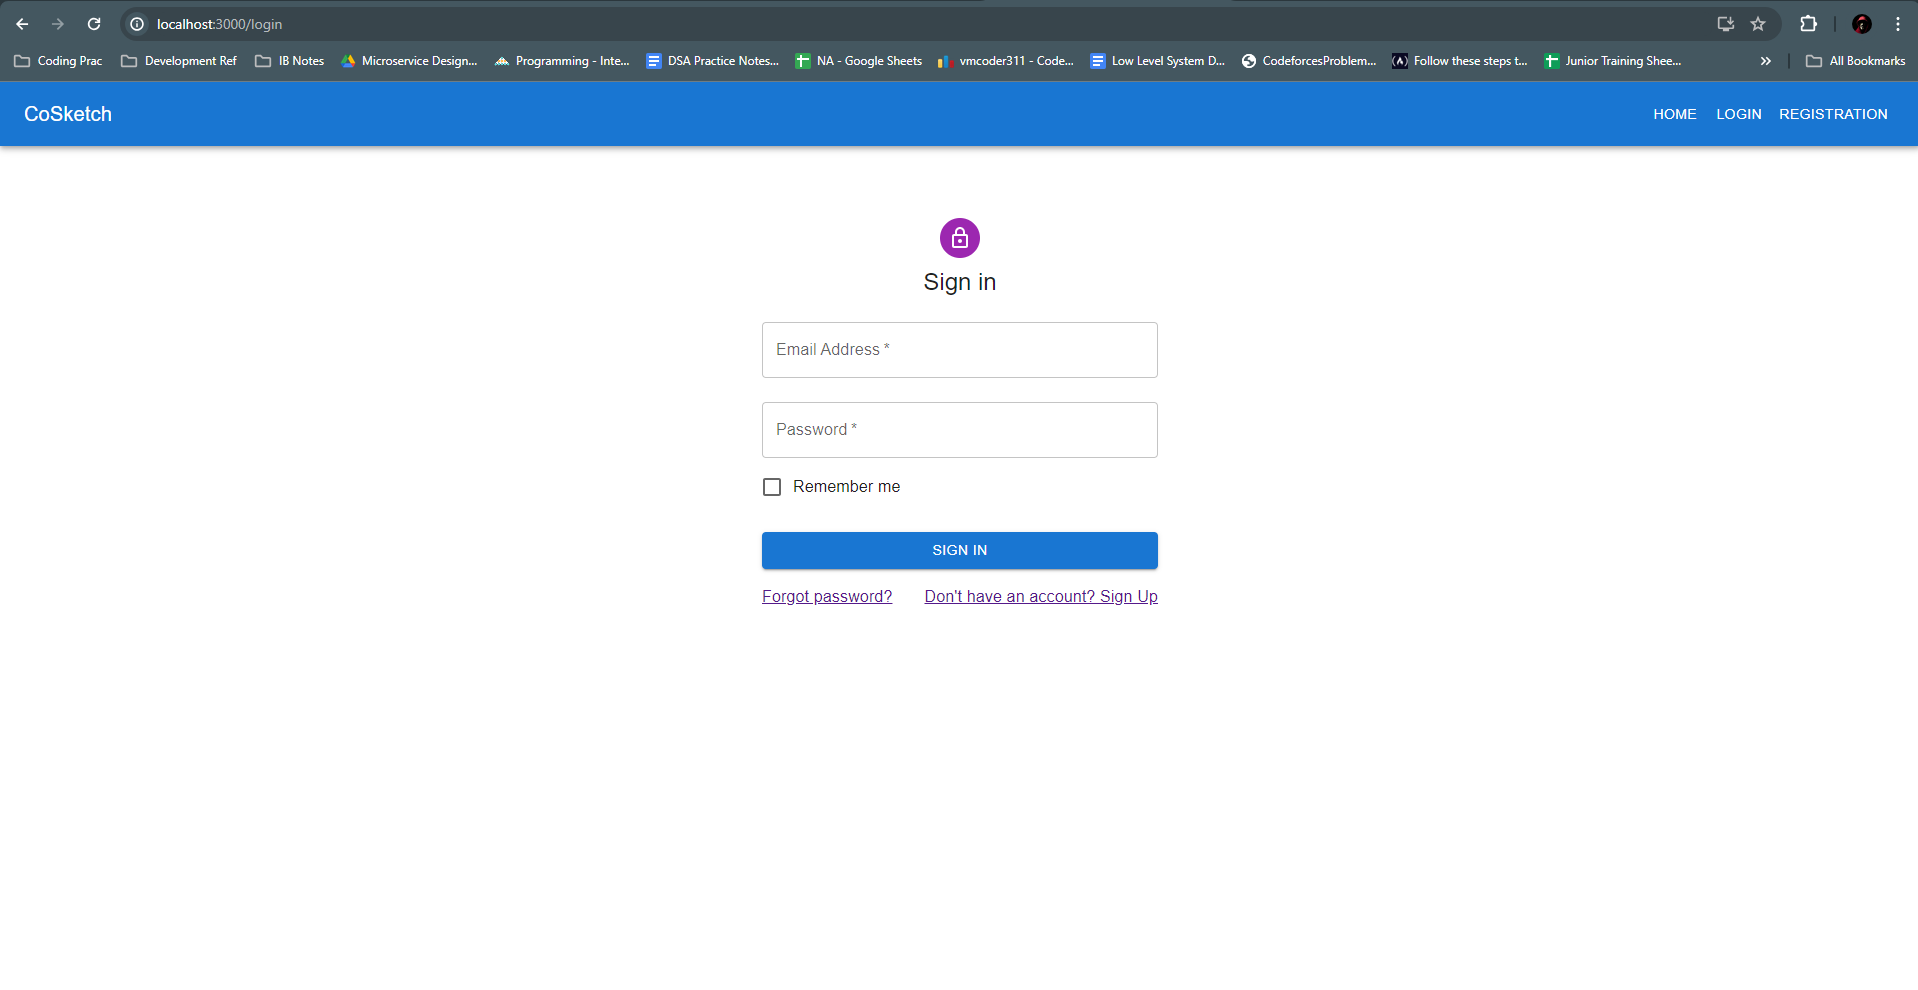 localhost:3000/login
Coding Prac Development Ref IB Notes Microservice Design... Programming - Inte... DSA Practice Notes... NA - Google Sheets vmcoder311 - Code... Low Level System D... CodeforcesProblem... Follow these steps t... Junior Training Shee... All Bookmarks
CoSketch HOME LOGIN REGISTRATION
Sign in
Email Address *
Password *
Remember me
SIGN IN
Forgot password? Don't have an account? Sign Up